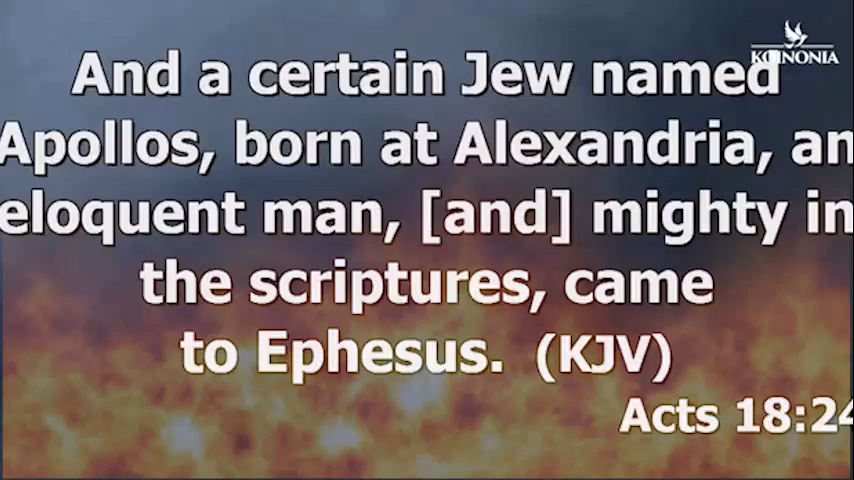 KOINONIA
And a certain Jew named
Apollos, born at Alexandria, an
eloquent man, [and] mighty in
the scriptures, came
to Ephesus. (KJV)
Acts 18:24